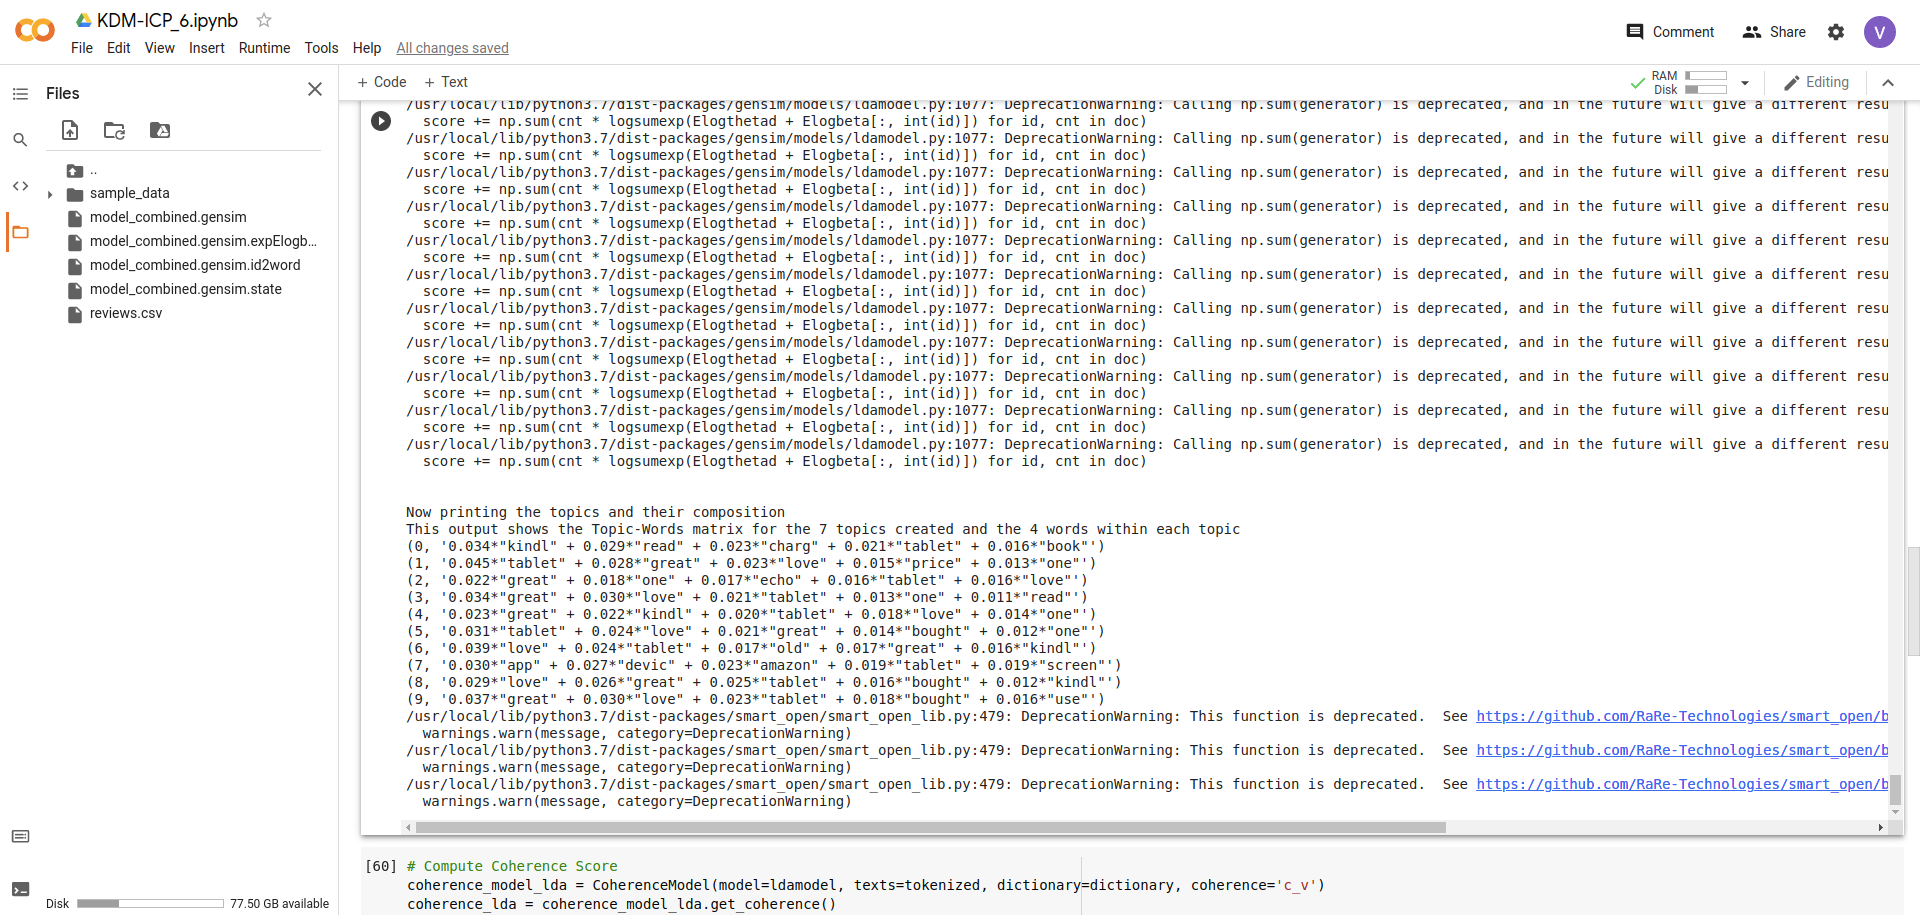 KDM-ICP_6.ipynb
File Edit View Insert Runtime Tools Help All changes saved
Comment Share V
Files
+ Code + Text
RAM
Disk
Editing
..
sample_data
model_combined.gensim
model_combined.gensim.expElogb...
model_combined.gensim.id2word
model_combined.gensim.state
reviews.csv
/usr/local/lib/python3.7/dist-packages/gensim/models/ldamodel.py:1077: DeprecationWarning: Calling np.sum(generator) is deprecated, and in the future will give a different resu
score += np.sum(cnt * logsumexp(Elogthetad + Elogbeta[:, int(id)]) for id, cnt in doc)
/usr/local/lib/python3.7/dist-packages/gensim/models/ldamodel.py:1077: DeprecationWarning: Calling np.sum(generator) is deprecated, and in the future will give a different resu
score += np.sum(cnt * logsumexp(Elogthetad + Elogbeta[:, int(id)]) for id, cnt in doc)
/usr/local/lib/python3.7/dist-packages/gensim/models/ldamodel.py:1077: DeprecationWarning: Calling np.sum(generator) is deprecated, and in the future will give a different resu
score += np.sum(cnt * logsumexp(Elogthetad + Elogbeta[:, int(id)]) for id, cnt in doc)
/usr/local/lib/python3.7/dist-packages/gensim/models/ldamodel.py:1077: DeprecationWarning: Calling np.sum(generator) is deprecated, and in the future will give a different resu
score += np.sum(cnt * logsumexp(Elogthetad + Elogbeta[:, int(id)]) for id, cnt in doc)
/usr/local/lib/python3.7/dist-packages/gensim/models/ldamodel.py:1077: DeprecationWarning: Calling np.sum(generator) is deprecated, and in the future will give a different resu
score += np.sum(cnt * logsumexp(Elogthetad + Elogbeta[:, int(id)]) for id, cnt in doc)
/usr/local/lib/python3.7/dist-packages/gensim/models/ldamodel.py:1077: DeprecationWarning: Calling np.sum(generator) is deprecated, and in the future will give a different resu
score += np.sum(cnt * logsumexp(Elogthetad + Elogbeta[:, int(id)]) for id, cnt in doc)
/usr/local/lib/python3.7/dist-packages/gensim/models/ldamodel.py:1077: DeprecationWarning: Calling np.sum(generator) is deprecated, and in the future will give a different resu
score += np.sum(cnt * logsumexp(Elogthetad + Elogbeta[:, int(id)]) for id, cnt in doc)
/usr/local/lib/python3.7/dist-packages/gensim/models/ldamodel.py:1077: DeprecationWarning: Calling np.sum(generator) is deprecated, and in the future will give a different resu
score += np.sum(cnt * logsumexp(Elogthetad + Elogbeta[:, int(id)]) for id, cnt in doc)
/usr/local/lib/python3.7/dist-packages/gensim/models/ldamodel.py:1077: DeprecationWarning: Calling np.sum(generator) is deprecated, and in the future will give a different resu
score += np.sum(cnt * logsumexp(Elogthetad + Elogbeta[:, int(id)]) for id, cnt in doc)
/usr/local/lib/python3.7/dist-packages/gensim/models/ldamodel.py:1077: DeprecationWarning: Calling np.sum(generator) is deprecated, and in the future will give a different resu
score += np.sum(cnt * logsumexp(Elogthetad + Elogbeta[:, int(id)]) for id, cnt in doc)
/usr/local/lib/python3.7/dist-packages/gensim/models/ldamodel.py:1077: DeprecationWarning: Calling np.sum(generator) is deprecated, and in the future will give a different resu
score += np.sum(cnt * logsumexp(Elogthetad + Elogbeta[:, int(id)]) for id, cnt in doc)
Now printing the topics and their composition
This output shows the Topic-Words matrix for the 7 topics created and the 4 words within each topic
(0, '0.034*"kindl" + 0.029*"read" + 0.023*"charg" + 0.021*"tablet" + 0.016*"book"')
(1, '0.045*"tablet" + 0.028*"great" + 0.023*"love" + 0.015*"price" + 0.013*"one"')
(2, '0.022*"great" + 0.018*"one" + 0.017*"echo" + 0.016*"tablet" + 0.016*"love"')
(3, '0.034*"great" + 0.030*"love" + 0.021*"tablet" + 0.013*"one" + 0.011*"read"')
(4, '0.023*"great" + 0.022*"kindl" + 0.020*"tablet" + 0.018*"love" + 0.014*"one"')
(5, '0.031*"tablet" + 0.024*"love" + 0.021*"great" + 0.014*"bought" + 0.012*"one"')
(6, '0.039*"love" + 0.024*"tablet" + 0.017*"old" + 0.017*"great" + 0.016*"kindl"')
(7, '0.030*"app" + 0.027*"devic" + 0.023*"amazon" + 0.019*"tablet" + 0.019*"screen"')
(8, '0.029*"love" + 0.026*"great" + 0.025*"tablet" + 0.016*"bought" + 0.012*"kindl"')
(9, '0.037*"great" + 0.030*"love" + 0.023*"tablet" + 0.018*"bought" + 0.016*"use"')
/usr/local/lib/python3.7/dist-packages/smart_open/smart_open_lib.py:479: DeprecationWarning: This function is deprecated.  See https://github.com/RaRe-Technologies/smart_open/b
warnings.warn(message, category=DeprecationWarning)
/usr/local/lib/python3.7/dist-packages/smart_open/smart_open_lib.py:479: DeprecationWarning: This function is deprecated.  See https://github.com/RaRe-Technologies/smart_open/b
warnings.warn(message, category=DeprecationWarning)
/usr/local/lib/python3.7/dist-packages/smart_open/smart_open_lib.py:479: DeprecationWarning: This function is deprecated.  See https://github.com/RaRe-Technologies/smart_open/b
warnings.warn(message, category=DeprecationWarning)
[60] # Compute Coherence Score
coherence_model_lda = CoherenceModel(model=ldamodel, texts=tokenized, dictionary=dictionary, coherence='c_v')
coherence_lda = coherence_model_lda.get_coherence()
Disk 77.50 GB available